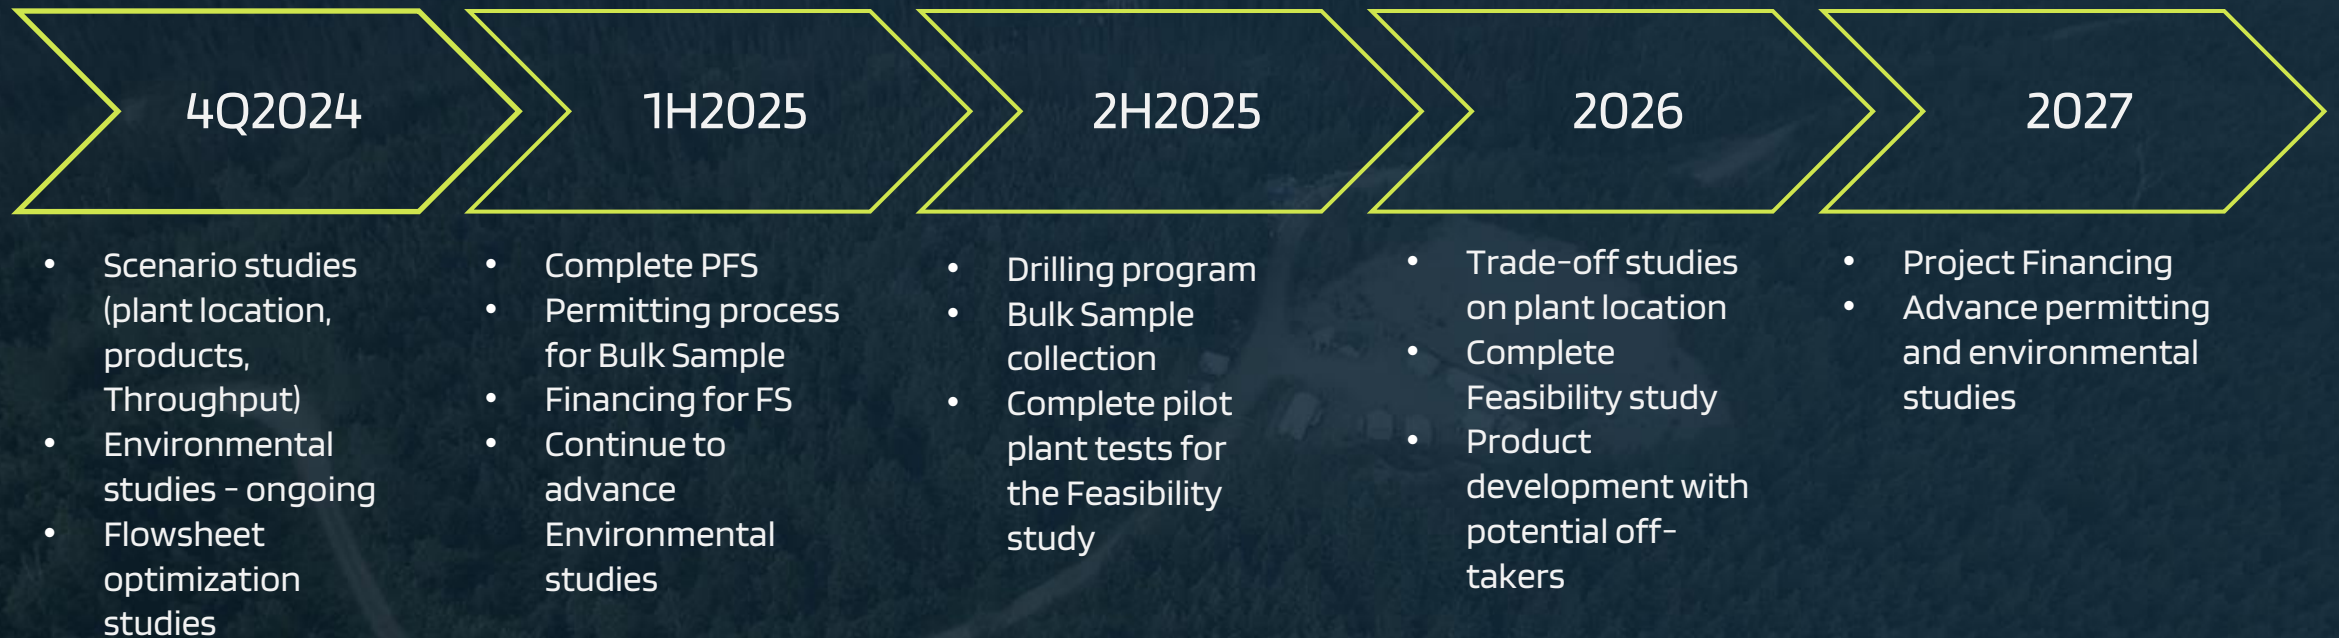 4Q2024
• Scenario studies
(plant location,
products,
Throughput)
• Environmental
studies - ongoing
• Flowsheet
optimization
studies
1H2025
• Complete PFS
• Permitting process
for Bulk Sample
• Financing for FS
• Continue to
advance
Environmental
studies
2H2025
• Drilling program
• Bulk Sample
collection
• Complete pilot
plant tests for
the Feasibility
study
2026
• Trade-off studies
on plant location
• Complete
Feasibility study
• Product
development with
potential off-
takers
2027
• Project Financing
• Advance permitting
and environmental
studies